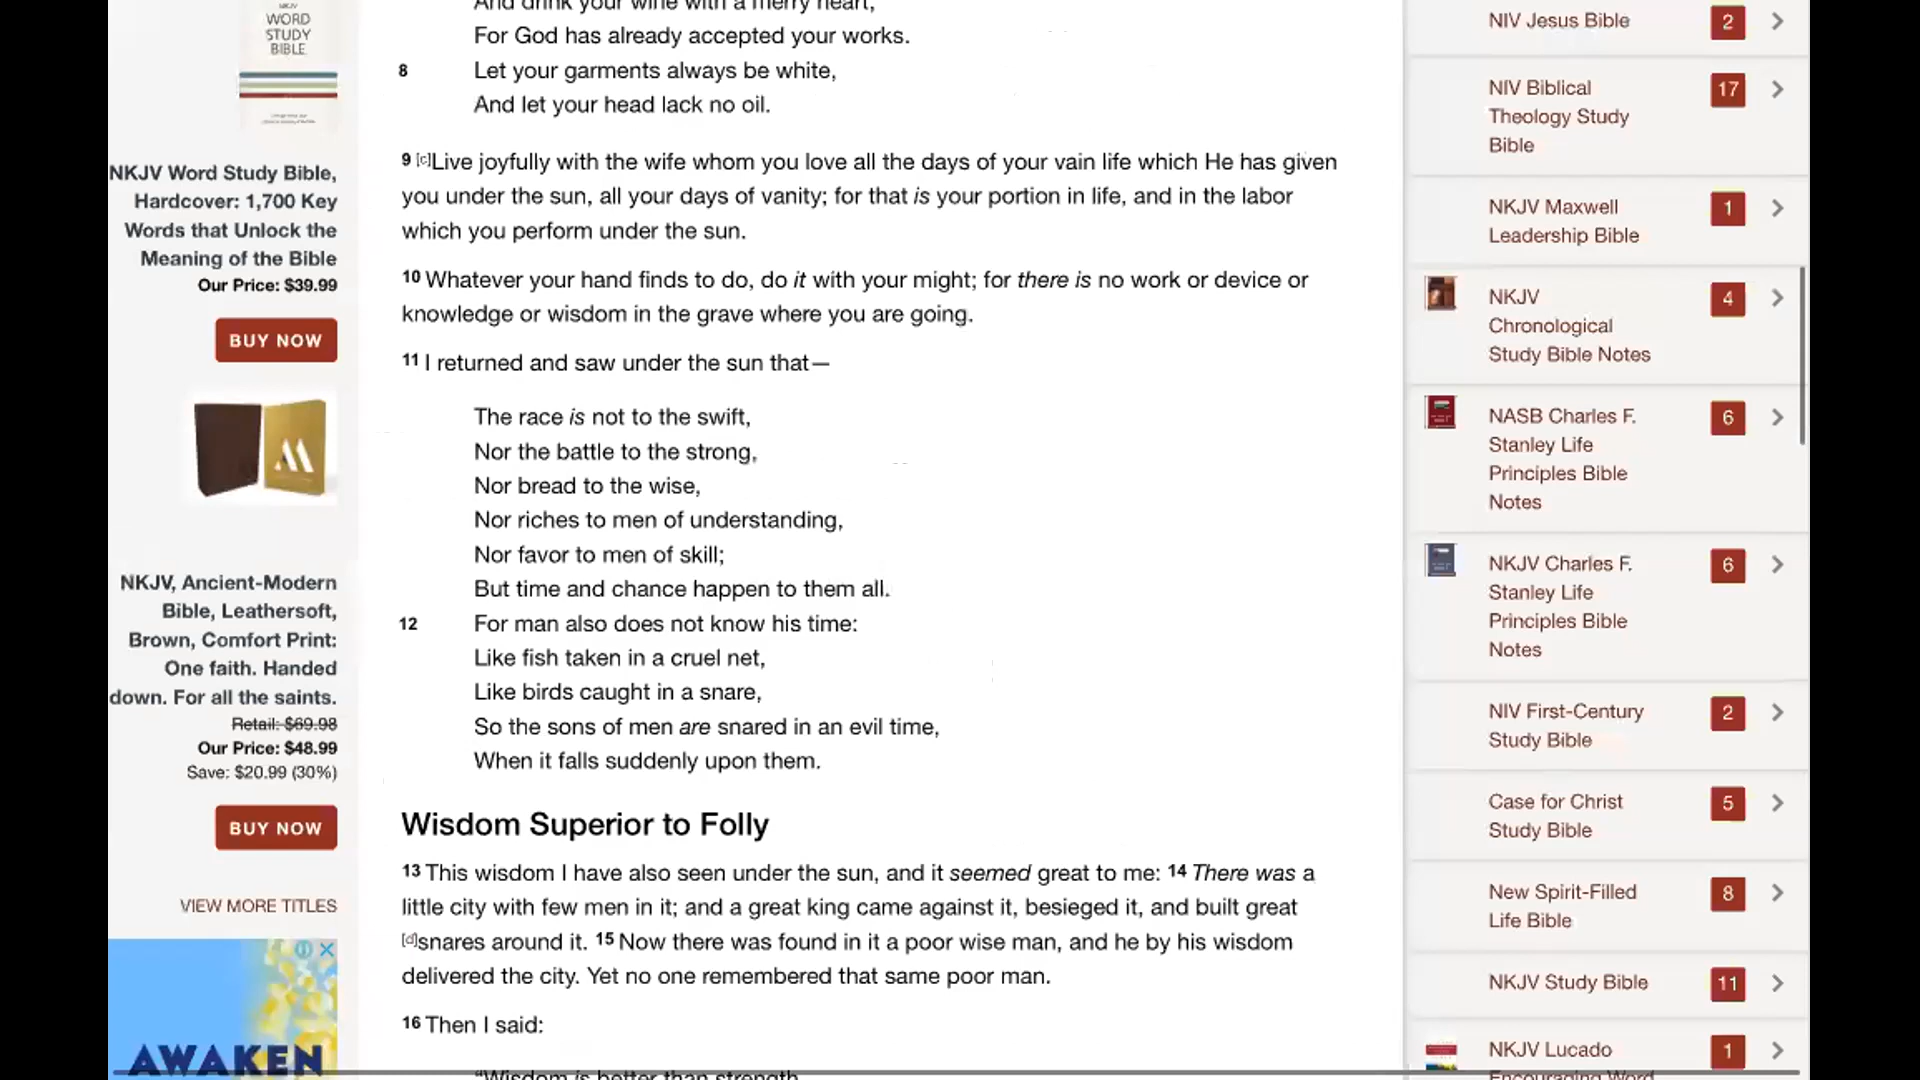 NKJV
WORD
STUDY
BIBLE
NKJV Word Study Bible,
Hardcover: 1,700 Key
Words that Unlock the
Meaning of the Bible
Our Price: $39.99
BUY NOW
NKJV, Ancient-Modern
Bible, Leathersoft,
Brown, Comfort Print:
One faith. Handed
down. For all the saints.
Retail: $69.98
Our Price: $48.99
Save: $20.99 (30%)
BUY NOW
VIEW MORE TITLES
AWAKEN
And drink your wine with a merry heart,
For God has already accepted your works.
8 Let your garments always be white,
And let your head lack no oil.
9 [c]Live joyfully with the wife whom you love all the days of your vain life which He has given
you under the sun, all your days of vanity; for that is your portion in life, and in the labor
which you perform under the sun.
10 Whatever your hand finds to do, do it with your might; for there is no work or device or
knowledge or wisdom in the grave where you are going.
11 I returned and saw under the sun that—
The race is not to the swift,
Nor the battle to the strong,
Nor bread to the wise,
Nor riches to men of understanding,
Nor favor to men of skill;
But time and chance happen to them all.
12 For man also does not know his time:
Like fish taken in a cruel net,
Like birds caught in a snare,
So the sons of men are snared in an evil time,
When it falls suddenly upon them.
Wisdom Superior to Folly
13 This wisdom I have also seen under the sun, and it seemed great to me: 14 There was a
little city with few men in it; and a great king came against it, besieged it, and built great
[d]snares around it. 15 Now there was found in it a poor wise man, and he by his wisdom
delivered the city. Yet no one remembered that same poor man.
16 Then I said:
“Wisdom is better than strength
NIV Jesus Bible 2
NIV Biblical 17
Theology Study
Bible
NKJV Maxwell 1
Leadership Bible
NKJV 4
Chronological
Study Bible Notes
NASB Charles F. 6
Stanley Life
Principles Bible
Notes
NKJV Charles F. 6
Stanley Life
Principles Bible
Notes
NIV First-Century 2
Study Bible
Case for Christ 5
Study Bible
New Spirit-Filled 8
Life Bible
NKJV Study Bible 11
NKJV Lucado 1
Encouraging Word